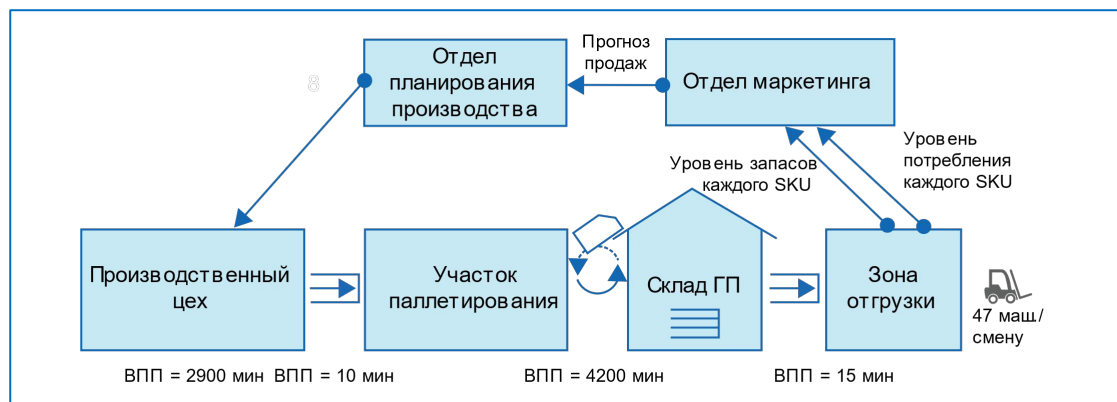 Отдел
планирования
производства
Прогноз
продаж
Отдел маркетинга
Уровень запасов
каждого SKU
Уровень
потребления
каждого SKU
Производственный
цех
Участок
паллетирования
Склад ГП
Зона
отгрузки
47 маш./
смену
ВПП = 2900 мин
ВПП = 10 мин
ВПП = 4200 мин
ВПП = 15 мин